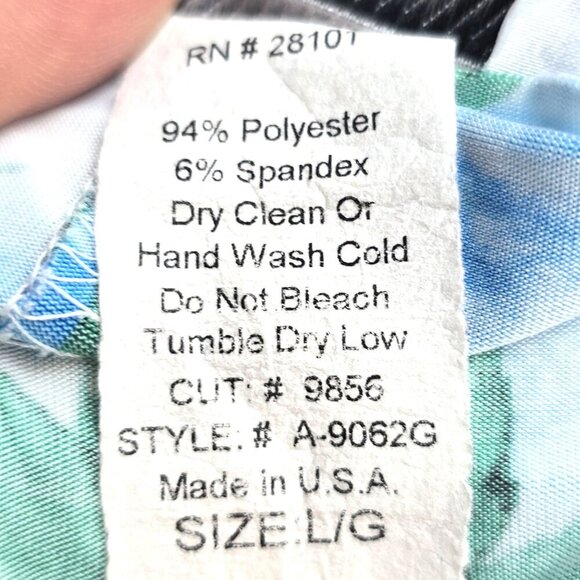 RN # 28101
94% Polyester
6% Spandex
Dry Clean Or
Hand Wash Cold
Do Not Bleach
Tumble Dry Low
CUT: # 9856
STYLE: # A-9062G
Made in U.S.A.
SIZE:L/G